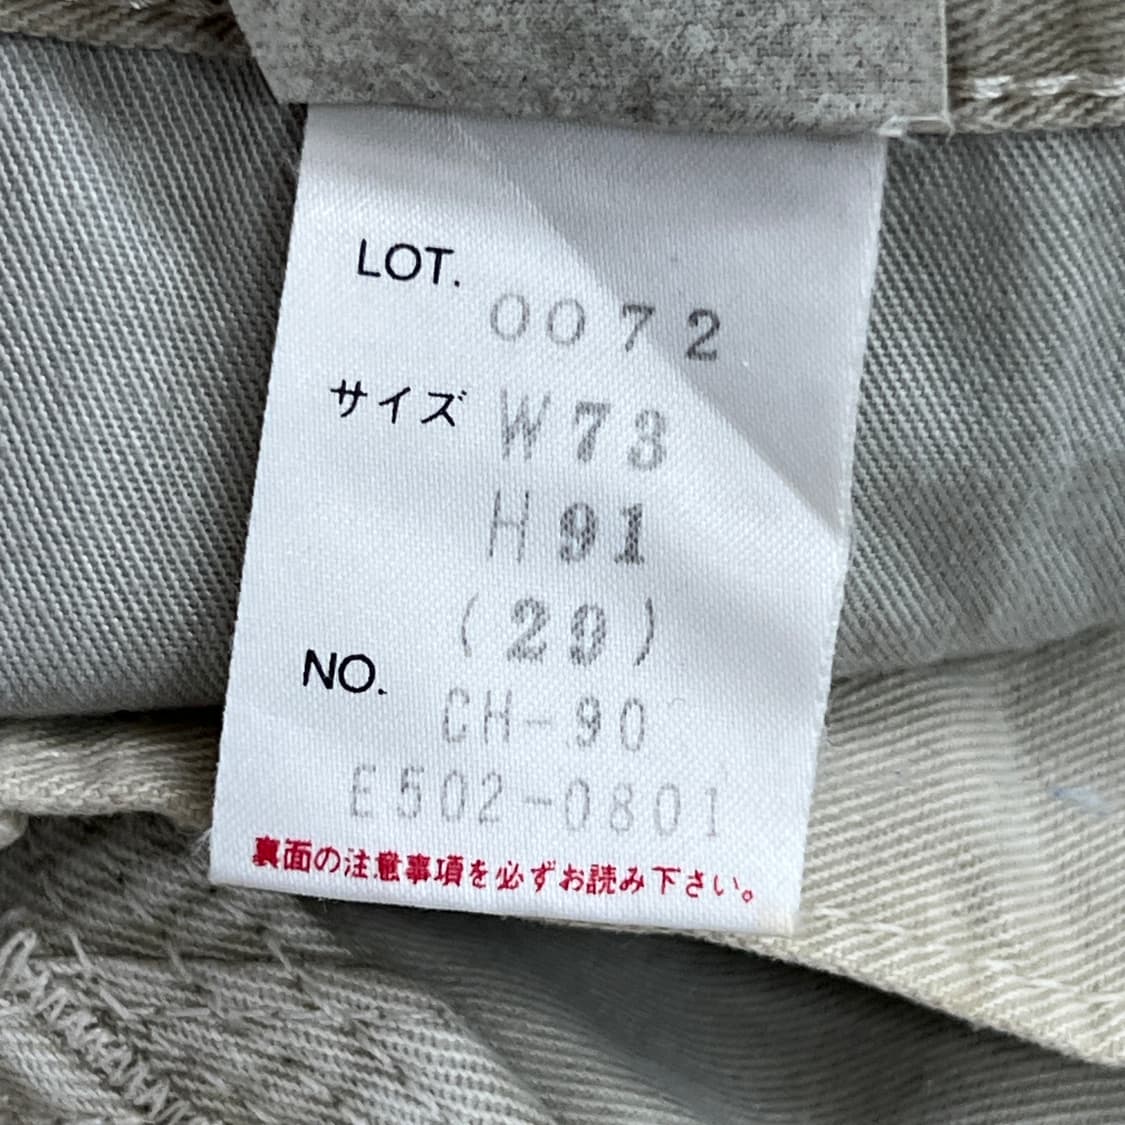 LOT. 0072
サイズ W73
H91
(29)
NO. CH-90
E502-0801
裏面の注意事項を必ずお読み下さい。